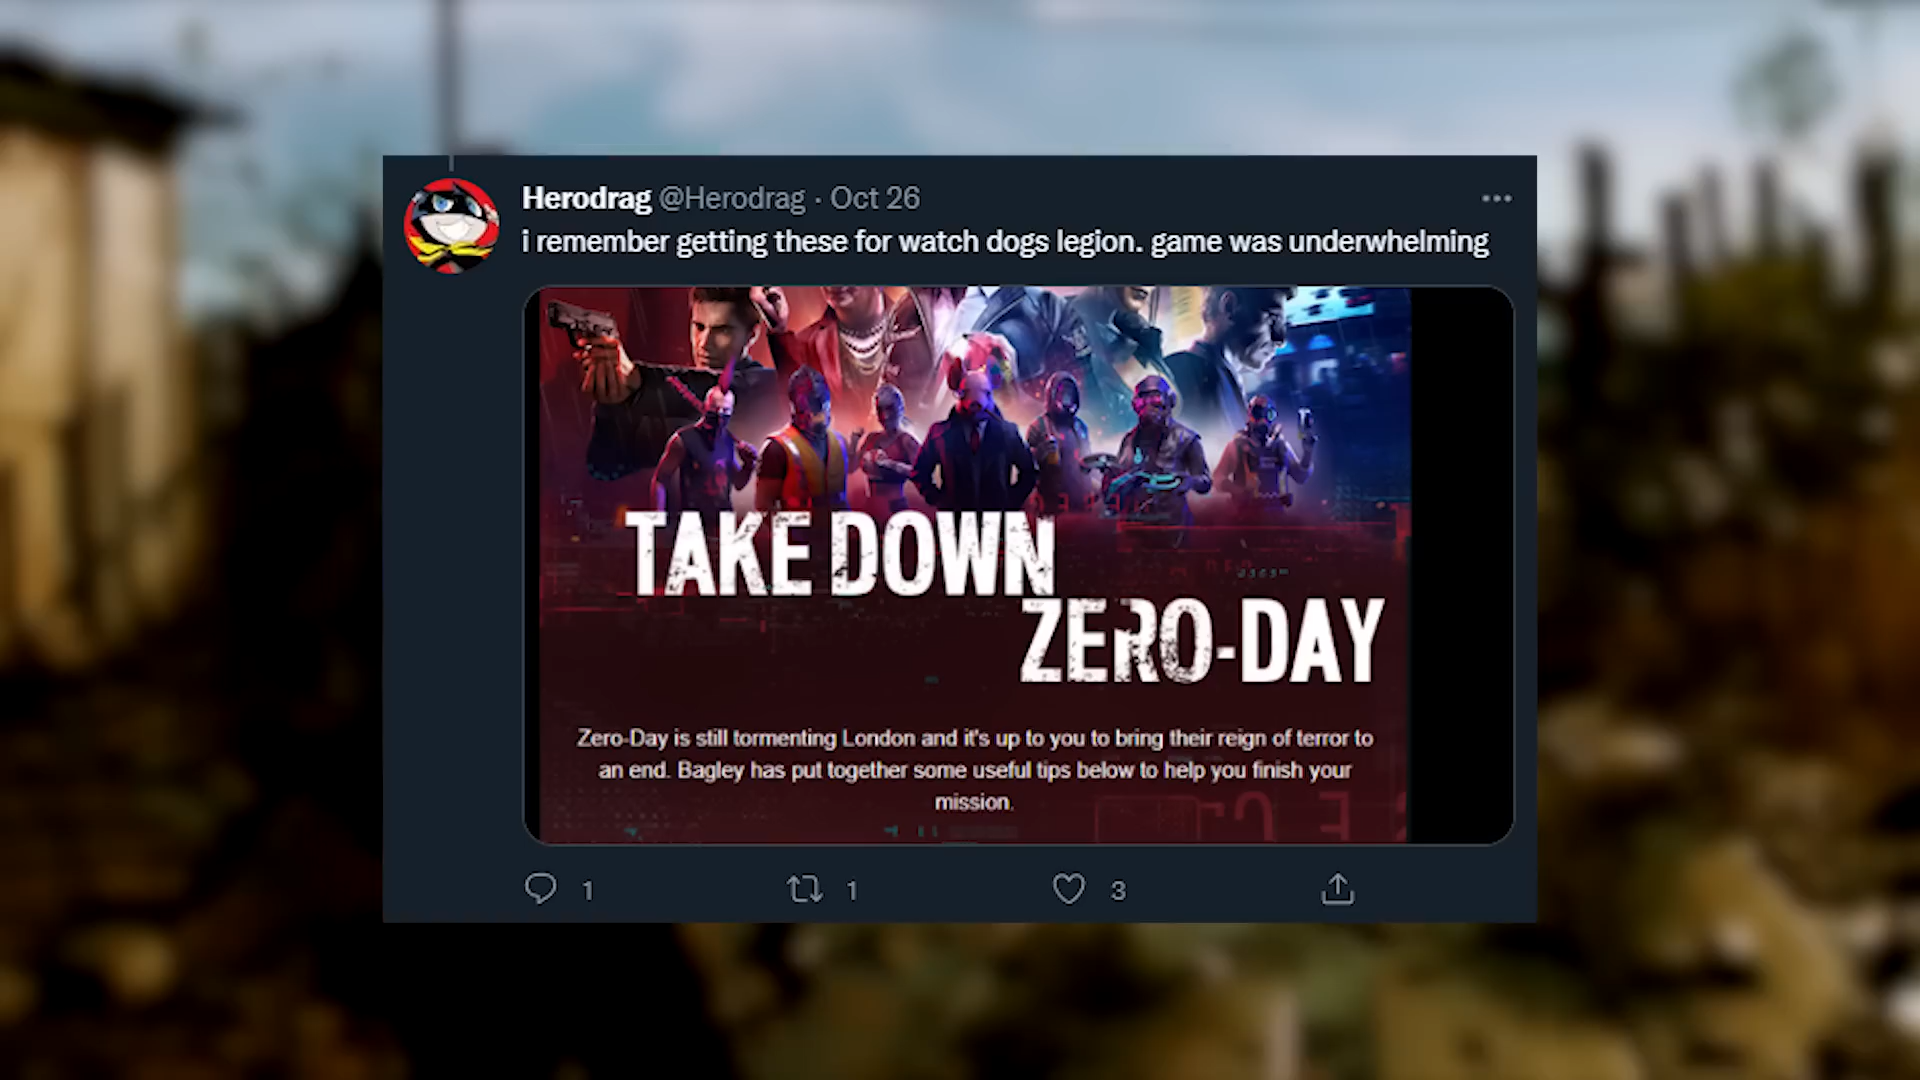 Herodrag @Herodrag · Oct 26
i remember getting these for watch dogs legion. game was underwhelming
TAKE DOWN
ZERO-DAY
Zero-Day is still tormenting London and it's up to you to bring their reign of terror to
an end. Bagley has put together some useful tips below to help you finish your
mission.
1 1 3